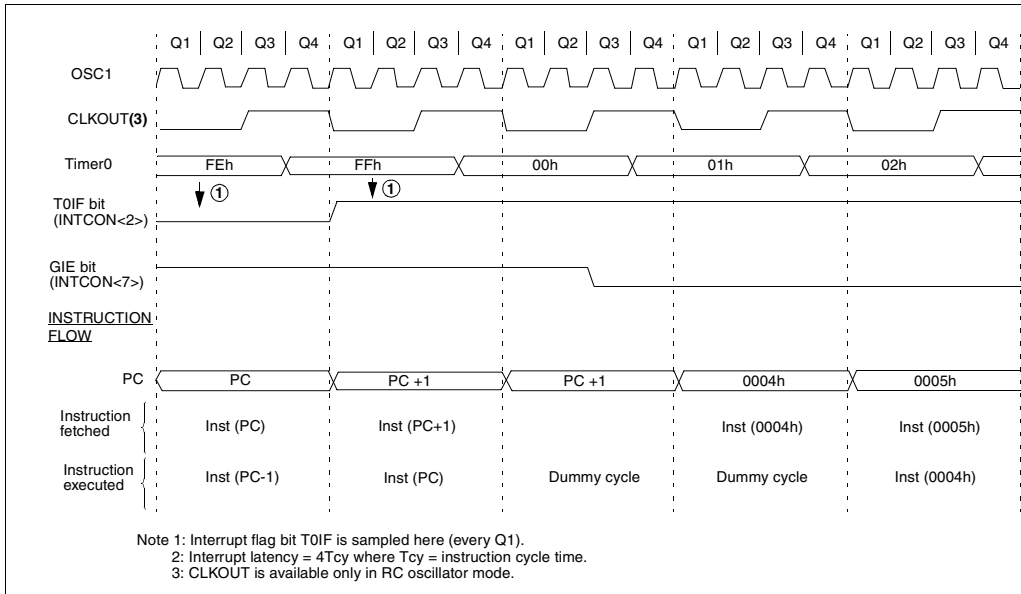 Q1 Q2 Q3 Q4 Q1 Q2 Q3 Q4 Q1 Q2 Q3 Q4 Q1 Q2 Q3 Q4 Q1 Q2 Q3 Q4
OSC1
CLKOUT(3)
Timer0 FEh FFh 00h 01h 02h
① ①
T0IF bit
(INTCON<2>)
GIE bit
(INTCON<7>)
INSTRUCTION
FLOW
PC PC PC +1 PC +1 0004h 0005h
Instruction
fetched
Inst (PC) Inst (PC+1) Inst (0004h) Inst (0005h)
Instruction
executed
Inst (PC-1) Inst (PC) Dummy cycle Dummy cycle Inst (0004h)
Note 1: Interrupt flag bit T0IF is sampled here (every Q1).
2: Interrupt latency = 4Tcy where Tcy = instruction cycle time.
3: CLKOUT is available only in RC oscillator mode.